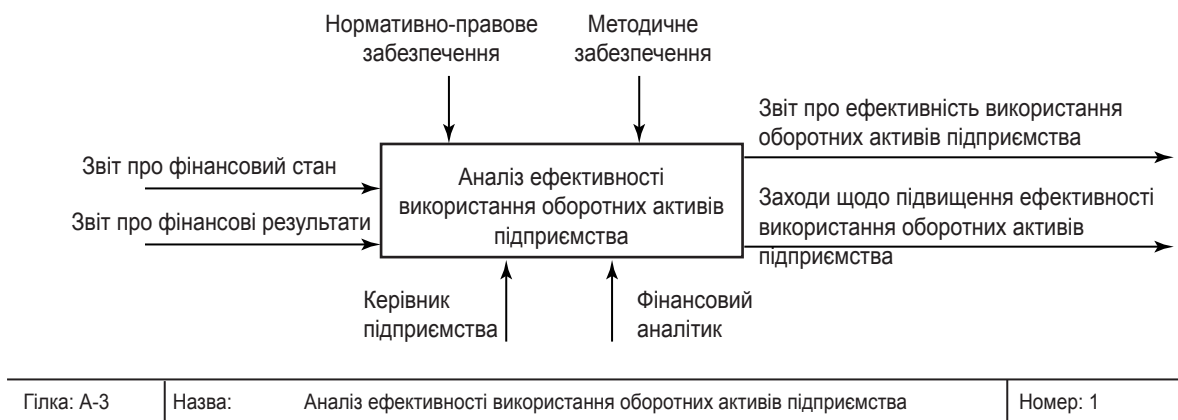 Нормативно-правове
забезпечення
Методичне
забезпечення
Звіт про ефективність використання
оборотних активів підприємства
Звіт про фінансовий стан
Звіт про фінансові результати
Аналіз ефективності
використання оборотних активів
підприємства
Заходи щодо підвищення ефективності
використання оборотних активів
підприємства
Керівник
підприємства
Фінансовий
аналітик
Гілка: А-3 Назва: Аналіз ефективності використання оборотних активів підприємства Номер: 1